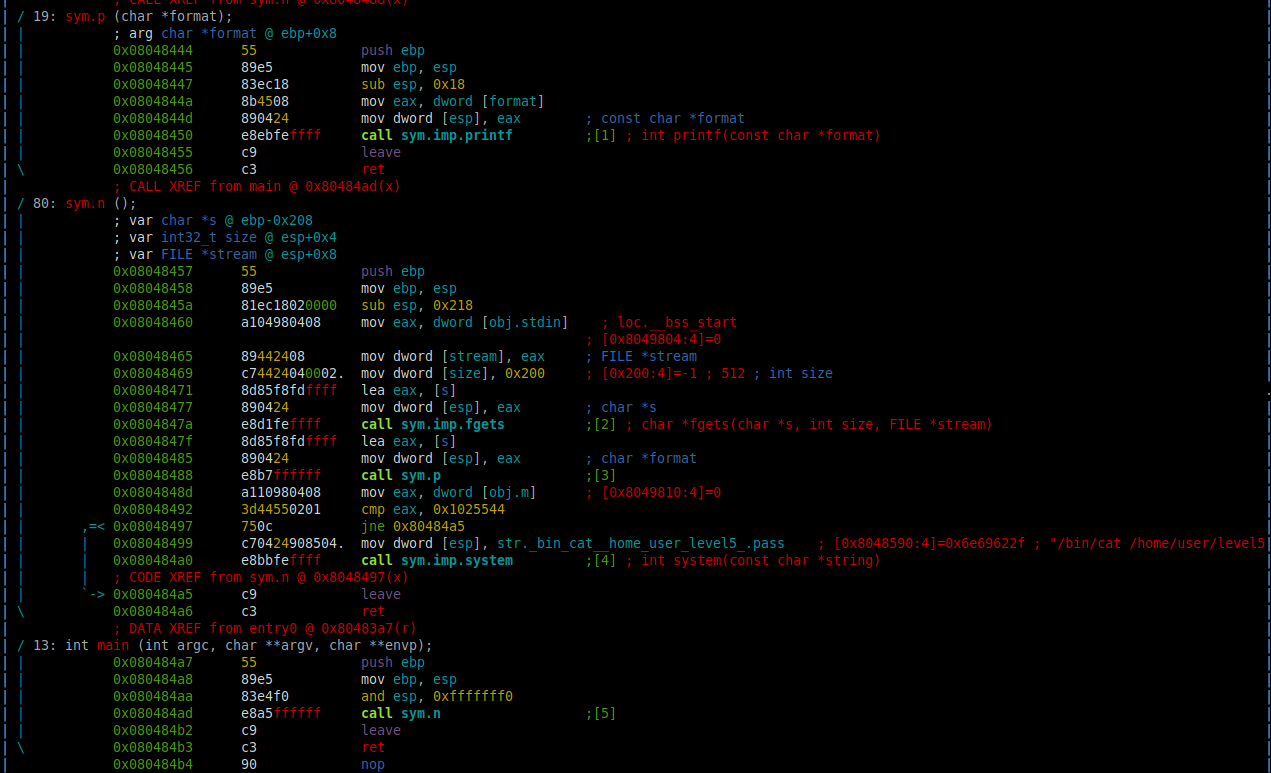 ; CALL XREF from sym.n @ 0x8048488(x)
/ 19: sym.p (char *format);
| ; arg char *format @ ebp+0x8
| 0x08048444 55 push ebp
| 0x08048445 89e5 mov ebp, esp
| 0x08048447 83ec18 sub esp, 0x18
| 0x0804844a 8b4508 mov eax, dword [format]
| 0x0804844d 890424 mov dword [esp], eax ; const char *format
| 0x08048450 e8ebfeffff call sym.imp.printf ;[1] ; int printf(const char *format)
| 0x08048455 c9 leave
\ 0x08048456 c3 ret
; CALL XREF from main @ 0x80484ad(x)
/ 80: sym.n ();
| ; var char *s @ ebp-0x208
| ; var int32_t size @ esp+0x4
| ; var FILE *stream @ esp+0x8
| 0x08048457 55 push ebp
| 0x08048458 89e5 mov ebp, esp
| 0x0804845a 81ec18020000 sub esp, 0x218
| 0x08048460 a104980408 mov eax, dword [obj.stdin] ; loc.__bss_start
| ; [0x8049804:4]=0
| 0x08048465 89442408 mov dword [stream], eax ; FILE *stream
| 0x08048469 c74424040002. mov dword [size], 0x200 ; [0x200:4]=-1 ; 512 ; int size
| 0x08048471 8d85f8fdffff lea eax, [s]
| 0x08048477 890424 mov dword [esp], eax ; char *s
| 0x0804847a e8d1feffff call sym.imp.fgets ;[2] ; char *fgets(char *s, int size, FILE *stream)
| 0x0804847f 8d85f8fdffff lea eax, [s]
| 0x08048485 890424 mov dword [esp], eax ; char *format
| 0x08048488 e8b7ffffff call sym.p ;[3]
| 0x0804848d a110980408 mov eax, dword [obj.m] ; [0x8049810:4]=0
| 0x08048492 3d44550201 cmp eax, 0x1025544
| ,=< 0x08048497 750c jne 0x80484a5
| | 0x08048499 c70424908504. mov dword [esp], str._bin_cat__home_user_level5_.pass ; [0x8048590:4]=0x6e69622f ; "/bin/cat /home/user/level5
| | 0x080484a0 e8bbfeffff call sym.imp.system ;[4] ; int system(const char *string)
| | ; CODE XREF from sym.n @ 0x8048497(x)
| `-> 0x080484a5 c9 leave
\ 0x080484a6 c3 ret
; DATA XREF from entry0 @ 0x80483a7(r)
/ 13: int main (int argc, char **argv, char **envp);
| 0x080484a7 55 push ebp
| 0x080484a8 89e5 mov ebp, esp
| 0x080484aa 83e4f0 and esp, 0xfffffff0
| 0x080484ad e8a5ffffff call sym.n ;[5]
| 0x080484b2 c9 leave
\ 0x080484b3 c3 ret
0x080484b4 90 nop